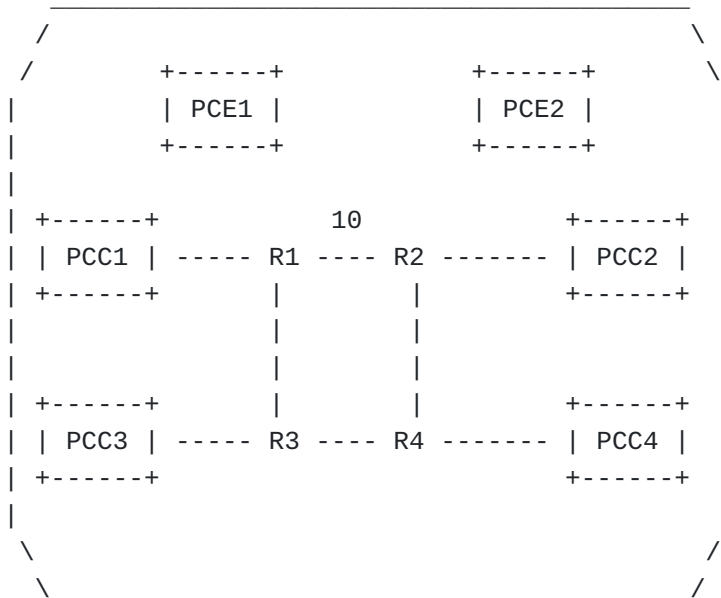 PCE1 PCE2
10
PCC1 ----- R1 ---- R2 ------- PCC2
PCC3 ----- R3 ---- R4 ------- PCC4